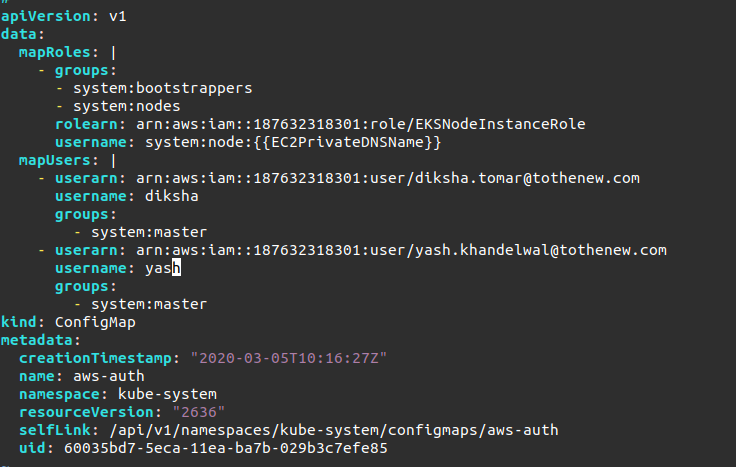 #
apiVersion: v1
data:
  mapRoles: |
    - groups:
      - system:bootstrappers
      - system:nodes
      rolearn: arn:aws:iam::187632318301:role/EKSNodeInstanceRole
      username: system:node:{{EC2PrivateDNSName}}
  mapUsers: |
    - userarn: arn:aws:iam::187632318301:user/diksha.tomar@tothenew.com
      username: diksha
      groups:
        - system:master
    - userarn: arn:aws:iam::187632318301:user/yash.khandelwal@tothenew.com
      username: yash
      groups:
        - system:master
kind: ConfigMap
metadata:
  creationTimestamp: "2020-03-05T10:16:27Z"
  name: aws-auth
  namespace: kube-system
  resourceVersion: "2636"
  selfLink: /api/v1/namespaces/kube-system/configmaps/aws-auth
  uid: 60035bd7-5eca-11ea-ba7b-029b3c7efe85